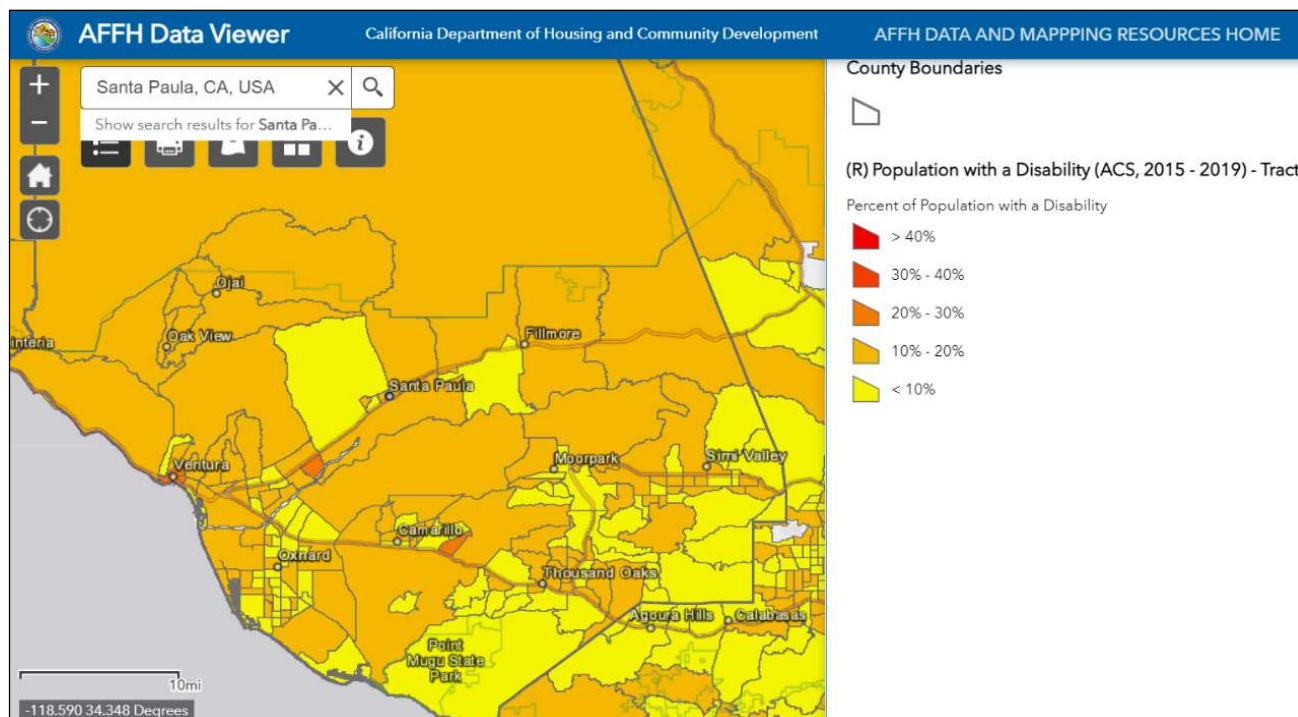 AFFH Data Viewer
California Department of Housing and Community Development
AFFH DATA AND MAPPPING RESOURCES HOME
+
Santa Paula, CA, USA
−
Show search results for Santa Pa...
i
County Boundaries
(R) Population with a Disability (ACS, 2015 - 2019) - Tract
Percent of Population with a Disability
> 40%
30% - 40%
20% - 30%
10% - 20%
< 10%
Ojai
Oak View
interia
Fillmore
Santa Paula
Ventura
Moorpark
Simi Valley
Camarillo
Oxnard
Thousand Oaks
Agoura Hills
Calabasas
Point
Mugu State
Park
10mi
-118.590 34.348 Degrees